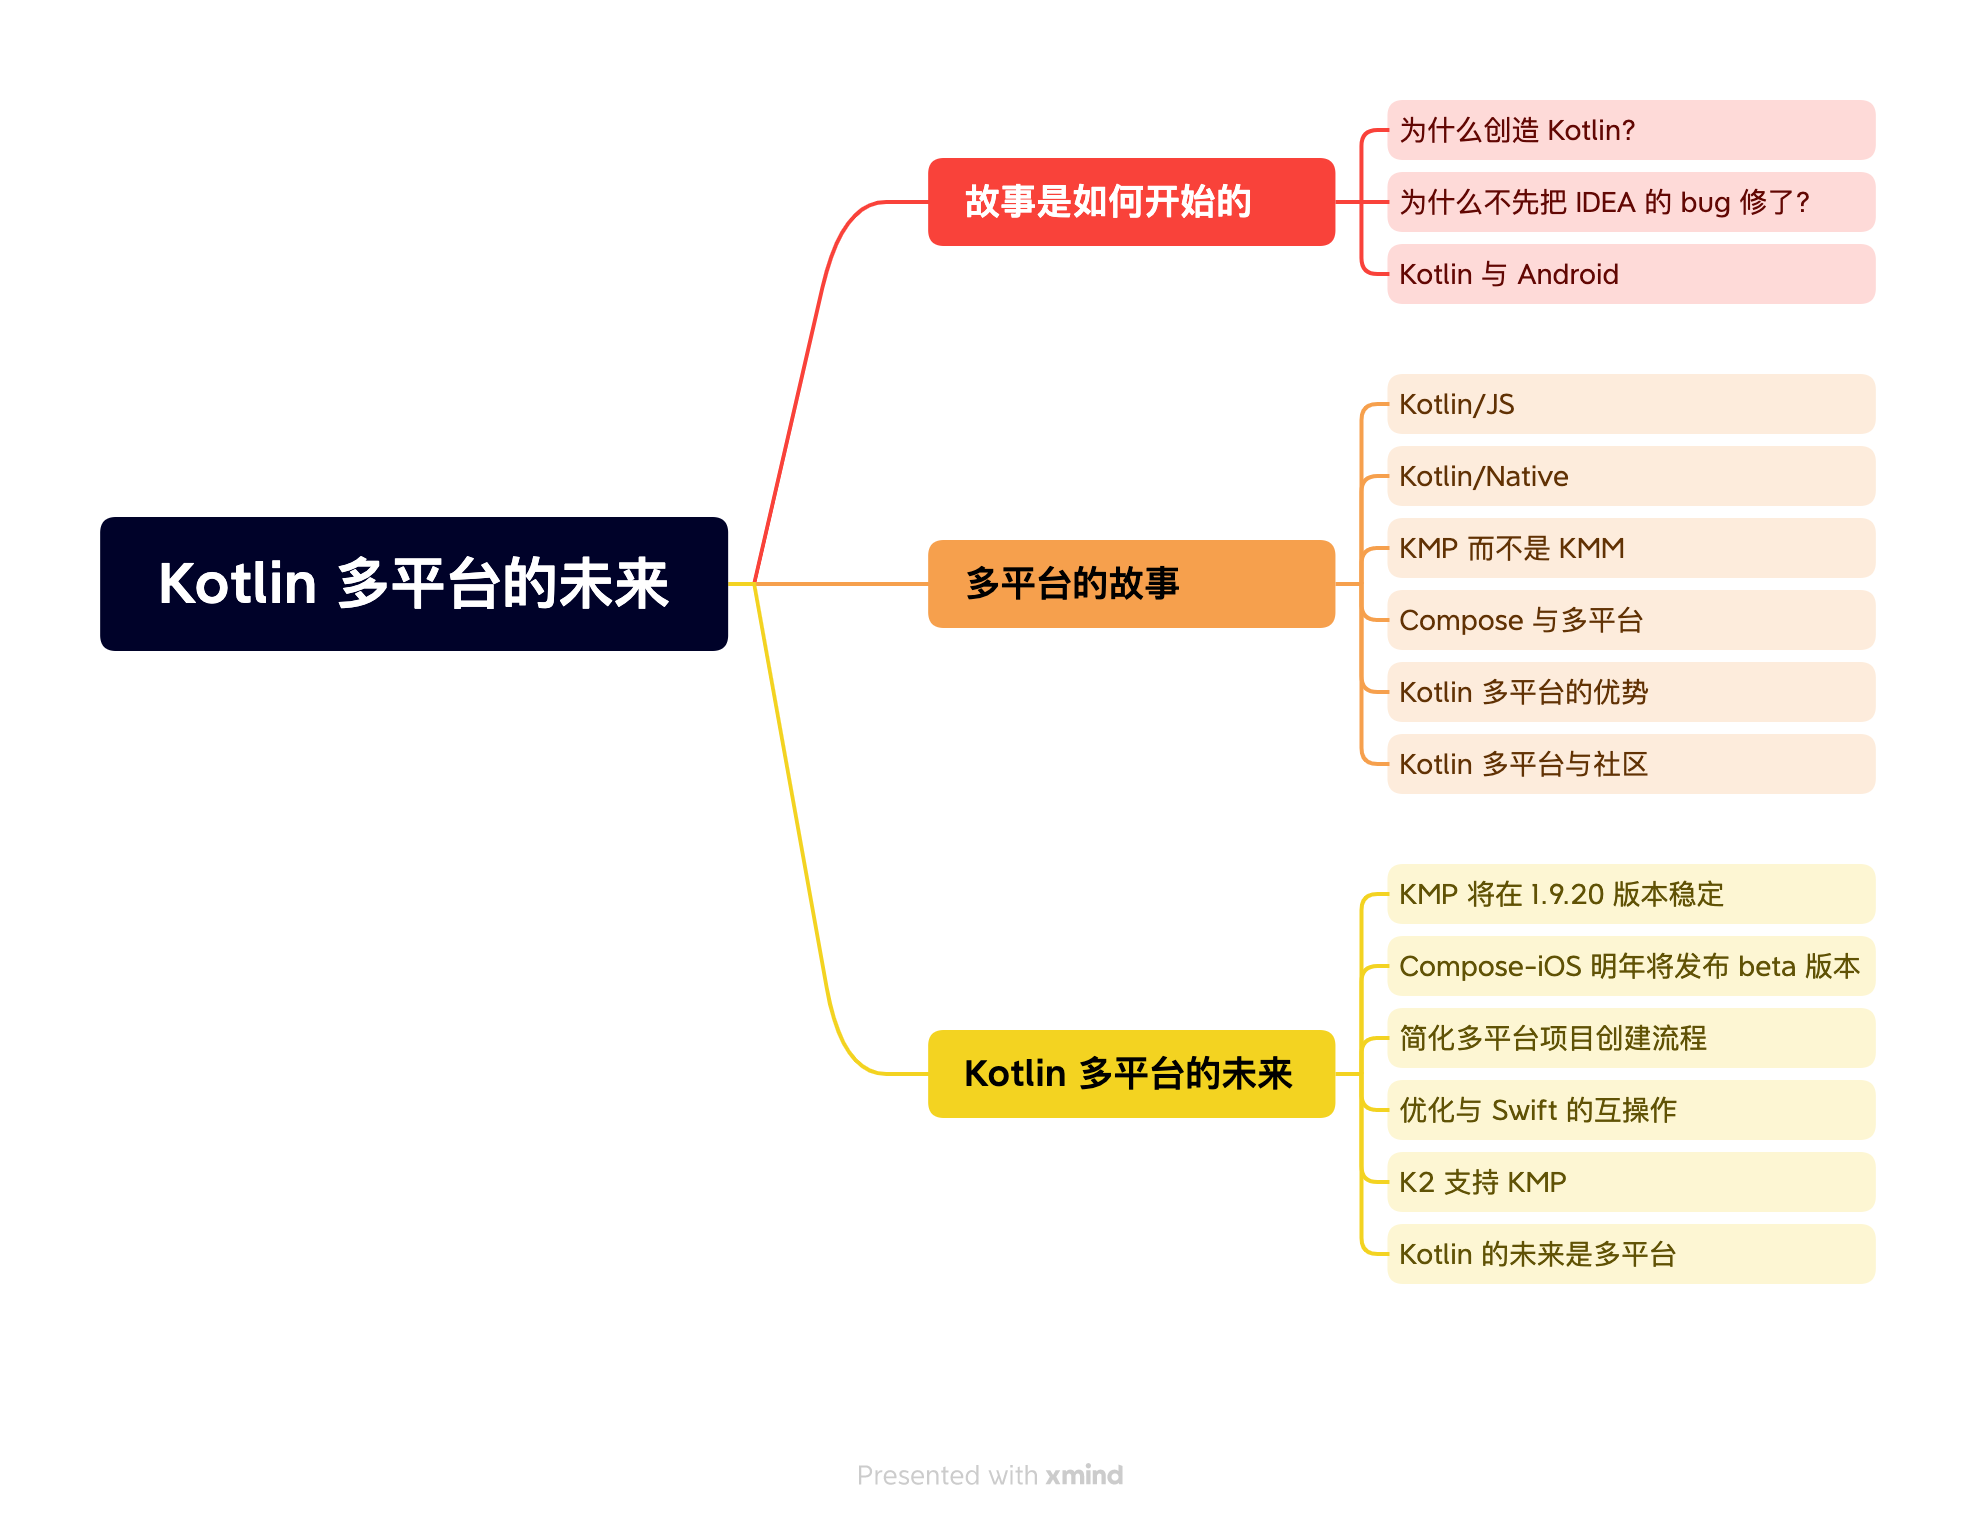 Kotlin 多平台的未来
故事是如何开始的
为什么创造 Kotlin?
为什么不先把 IDEA 的 bug 修了?
Kotlin 与 Android
多平台的故事
Kotlin/JS
Kotlin/Native
KMP 而不是 KMM
Compose 与多平台
Kotlin 多平台的优势
Kotlin 多平台与社区
Kotlin 多平台的未来
KMP 将在 1.9.20 版本稳定
Compose-iOS 明年将发布 beta 版本
简化多平台项目创建流程
优化与 Swift 的互操作
K2 支持 KMP
Kotlin 的未来是多平台
Presented with xmind